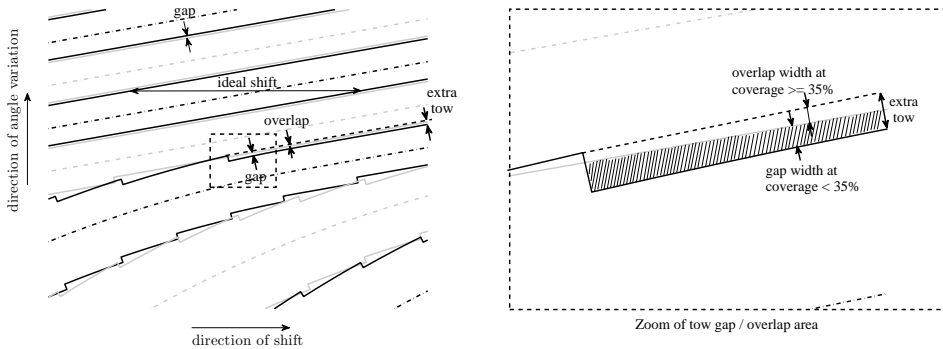 gap
direction of angle variation
ideal shift
extra
tow
overlap
gap
direction of shift
overlap width at
coverage >= 35%
extra
tow
gap width at
coverage < 35%
Zoom of tow gap / overlap area